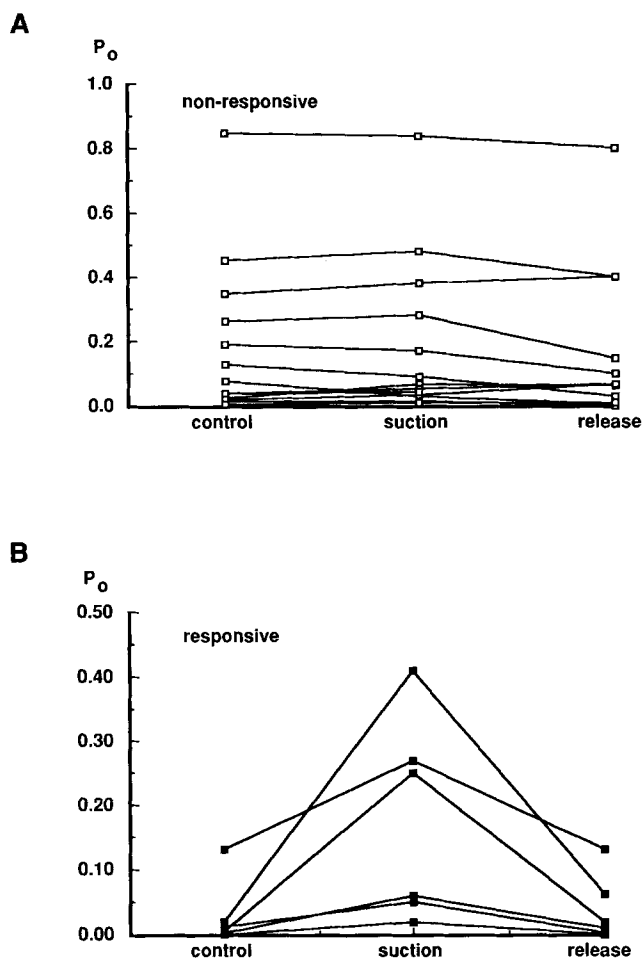 A
Po
1.0
non-responsive
0.8
0.6
0.4
0.2
0.0
control suction release
B
Po
0.50
responsive
0.40
0.30
0.20
0.10
0.00
control suction release